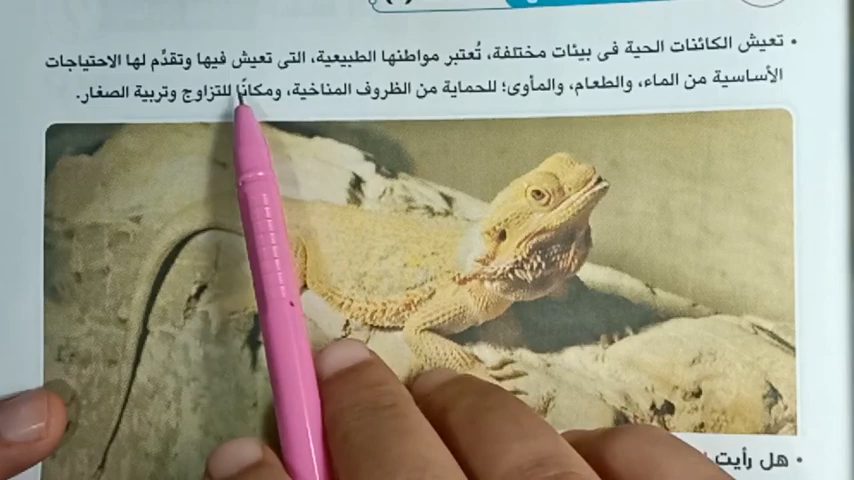 • تعيش الكائنات الحية فى بيئات مختلفة، تُعتبر مواطنها الطبيعية، التى تعيش فيها وتقدَّم لها الاحتياجات
الأساسية من الماء، والطعام، والمأوى؛ للحماية من الظروف المناخية، ومكانًا للتزاوج وتربية الصغار.
• هل رأيت